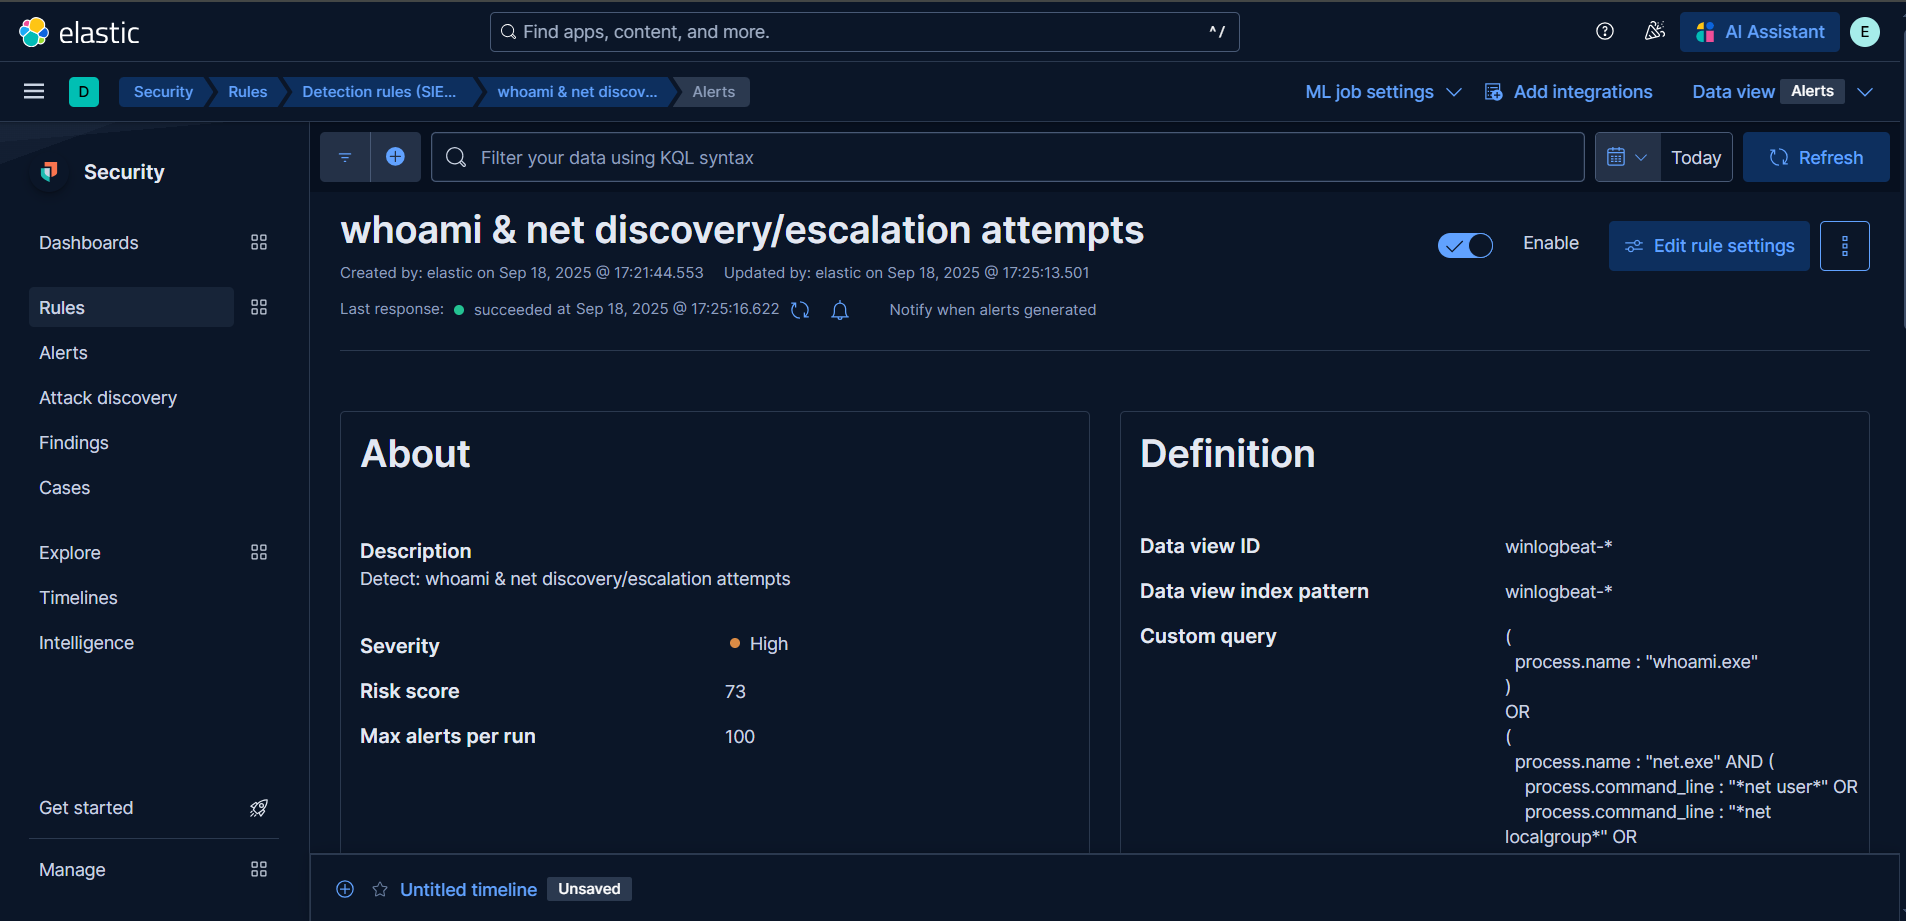 elastic
Find apps, content, and more.
^ /
AI Assistant
E
D
Security
Rules
Detection rules (SIE...
whoami & net discov...
Alerts
ML job settings
Add integrations
Data view
Alerts
Security
Filter your data using KQL syntax
Today
Refresh
Dashboards
Rules
Alerts
Attack discovery
Findings
Cases
Explore
Timelines
Intelligence
Get started
Manage
whoami & net discovery/escalation attempts
Enable
Edit rule settings
Created by: elastic on Sep 18, 2025 @ 17:21:44.553 Updated by: elastic on Sep 18, 2025 @ 17:25:13.501
Last response: succeeded at Sep 18, 2025 @ 17:25:16.622 Notify when alerts generated
About
Description
Detect: whoami & net discovery/escalation attempts
Severity High
Risk score 73
Max alerts per run 100
Definition
Data view ID winlogbeat-*
Data view index pattern winlogbeat-*
Custom query (
process.name : "whoami.exe"
)
OR
(
process.name : "net.exe" AND (
process.command_line : "*net user*" OR
process.command_line : "*net
localgroup*" OR
Untitled timeline Unsaved